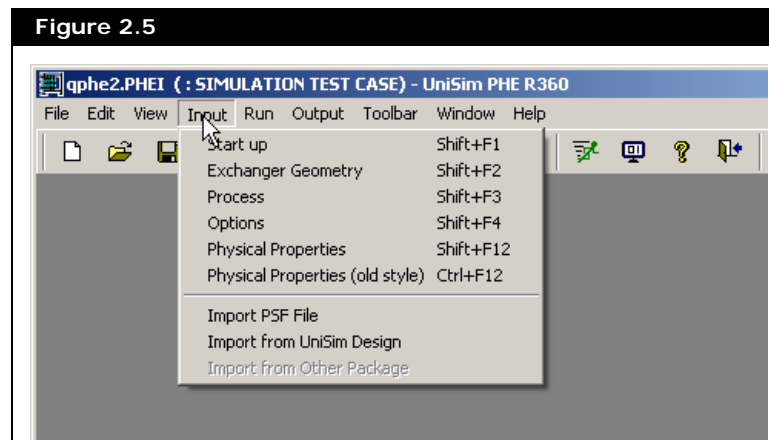 Figure 2.5
qphe2.PHEI ( : SIMULATION TEST CASE) - UniSim PHE R360
File Edit View Input Run Output Toolbar Window Help
Start up Shift+F1
Exchanger Geometry Shift+F2
Process Shift+F3
Options Shift+F4
Physical Properties Shift+F12
Physical Properties (old style) Ctrl+F12
Import PSF File
Import from UniSim Design
Import from Other Package